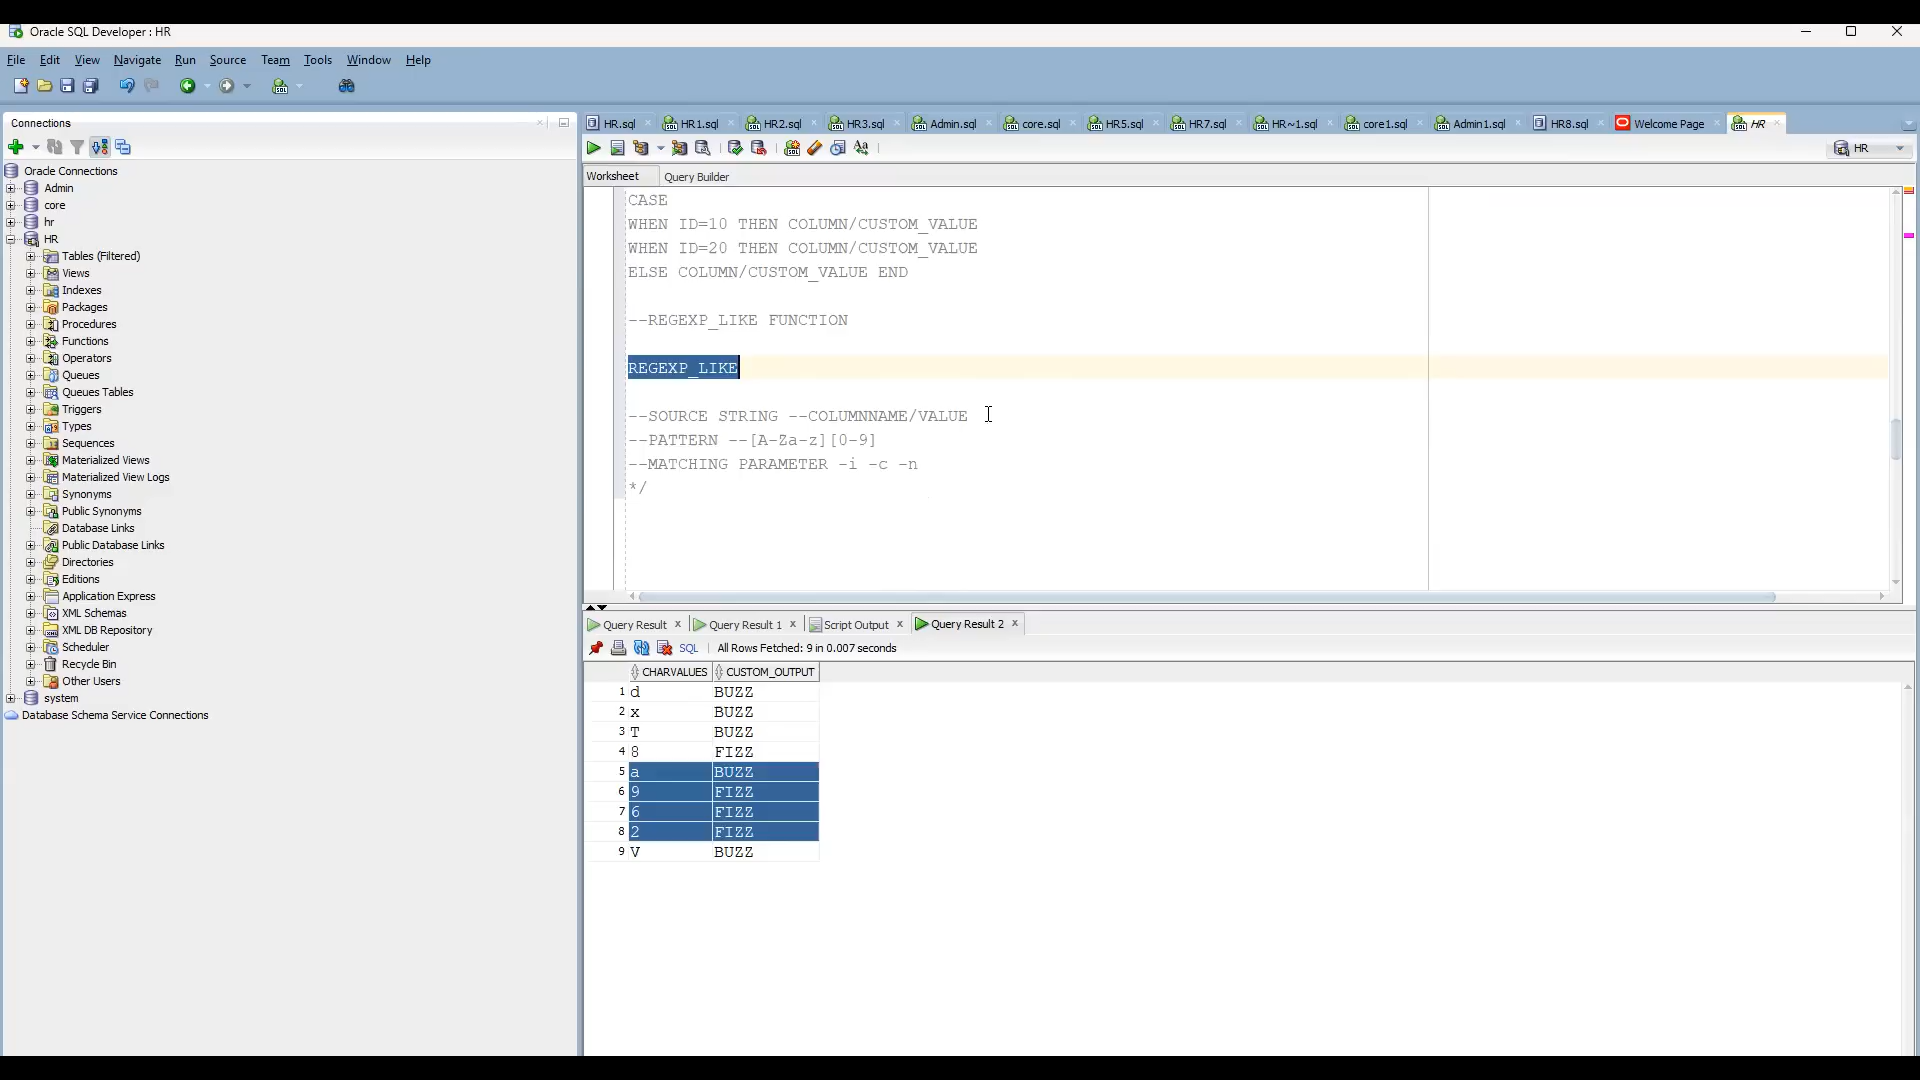 Oracle SQL Developer : HR
File Edit View Navigate Run Source Team Tools Window Help
Connections
HR.sql HR1.sql HR2.sql HR3.sql Admin.sql core.sql HR5.sql HR7.sql HR~1.sql core1.sql Admin1.sql HR8.sql Welcome Page HR
HR
Worksheet Query Builder
Oracle Connections
Admin
core
hr
HR
Tables (Filtered)
Views
Indexes
Packages
Procedures
Functions
Operators
Queues
Queues Tables
Triggers
Types
Sequences
Materialized Views
Materialized View Logs
Synonyms
Public Synonyms
Database Links
Public Database Links
Directories
Editions
Application Express
XML Schemas
XML DB Repository
Scheduler
Recycle Bin
Other Users
system
Database Schema Service Connections
CASE
WHEN ID=10 THEN COLUMN/CUSTOM_VALUE
WHEN ID=20 THEN COLUMN/CUSTOM_VALUE
ELSE COLUMN/CUSTOM_VALUE END
--REGEXP_LIKE FUNCTION
REGEXP_LIKE
--SOURCE STRING --COLUMNNAME/VALUE
--PATTERN --[A-Za-z][0-9]
--MATCHING PARAMETER -i -c -n
*/
Query Result Query Result 1 Script Output Query Result 2
SQL All Rows Fetched: 9 in 0.007 seconds
CHARVALUES CUSTOM_OUTPUT
1 d BUZZ
2 x BUZZ
3 T BUZZ
4 8 FIZZ
5 a BUZZ
6 9 FIZZ
7 6 FIZZ
8 2 FIZZ
9 V BUZZ